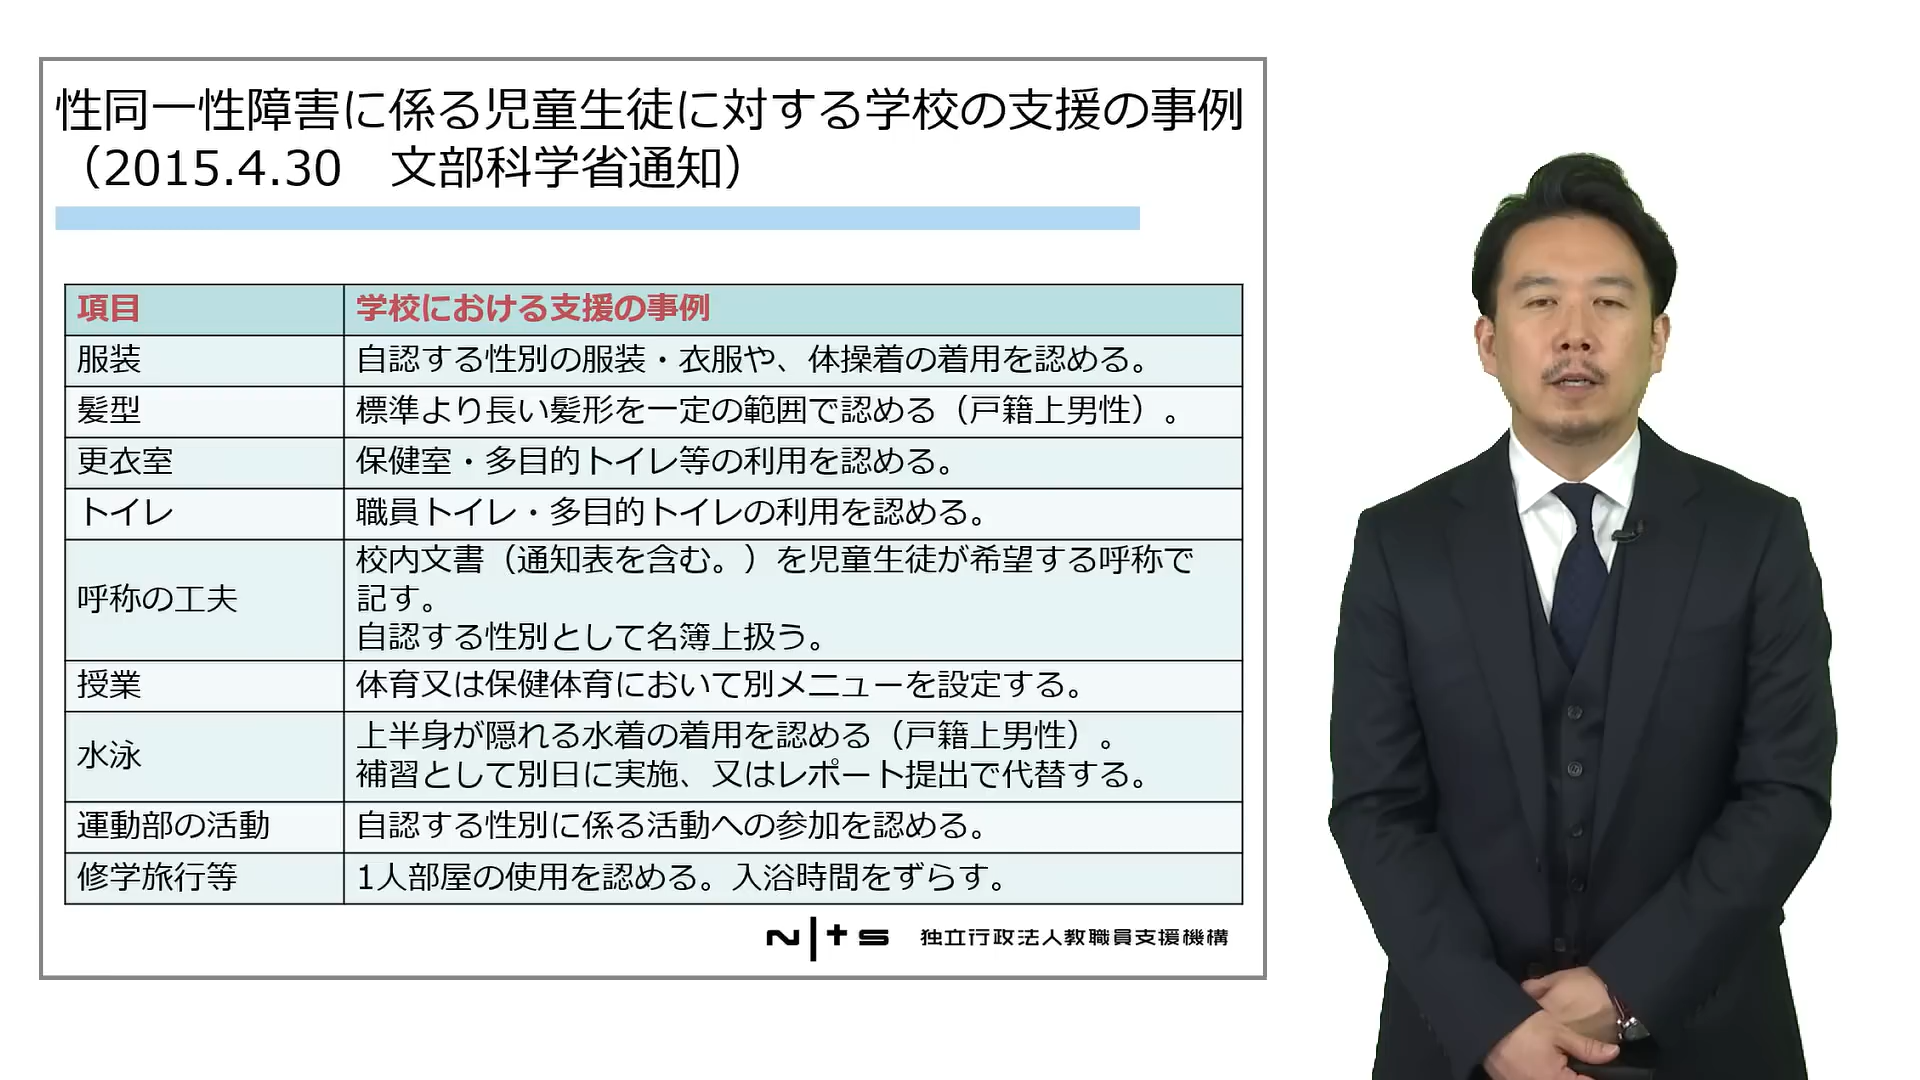 性同一性障害に係る児童生徒に対する学校の支援の事例
（2015.4.30　文部科学省通知）
項目　学校における支援の事例
服装　自認する性別の服装・衣服や、体操着の着用を認める。
髪型　標準より長い髪形を一定の範囲で認める（戸籍上男性）。
更衣室　保健室・多目的トイレ等の利用を認める。
トイレ　職員トイレ・多目的トイレの利用を認める。
呼称の工夫　校内文書（通知表を含む。）を児童生徒が希望する呼称で
記す。
自認する性別として名簿上扱う。
授業　体育又は保健体育において別メニューを設定する。
水泳　上半身が隠れる水着の着用を認める（戸籍上男性）。
補習として別日に実施、又はレポート提出で代替する。
運動部の活動　自認する性別に係る活動への参加を認める。
修学旅行等　1人部屋の使用を認める。入浴時間をずらす。
NITS　独立行政法人教職員支援機構